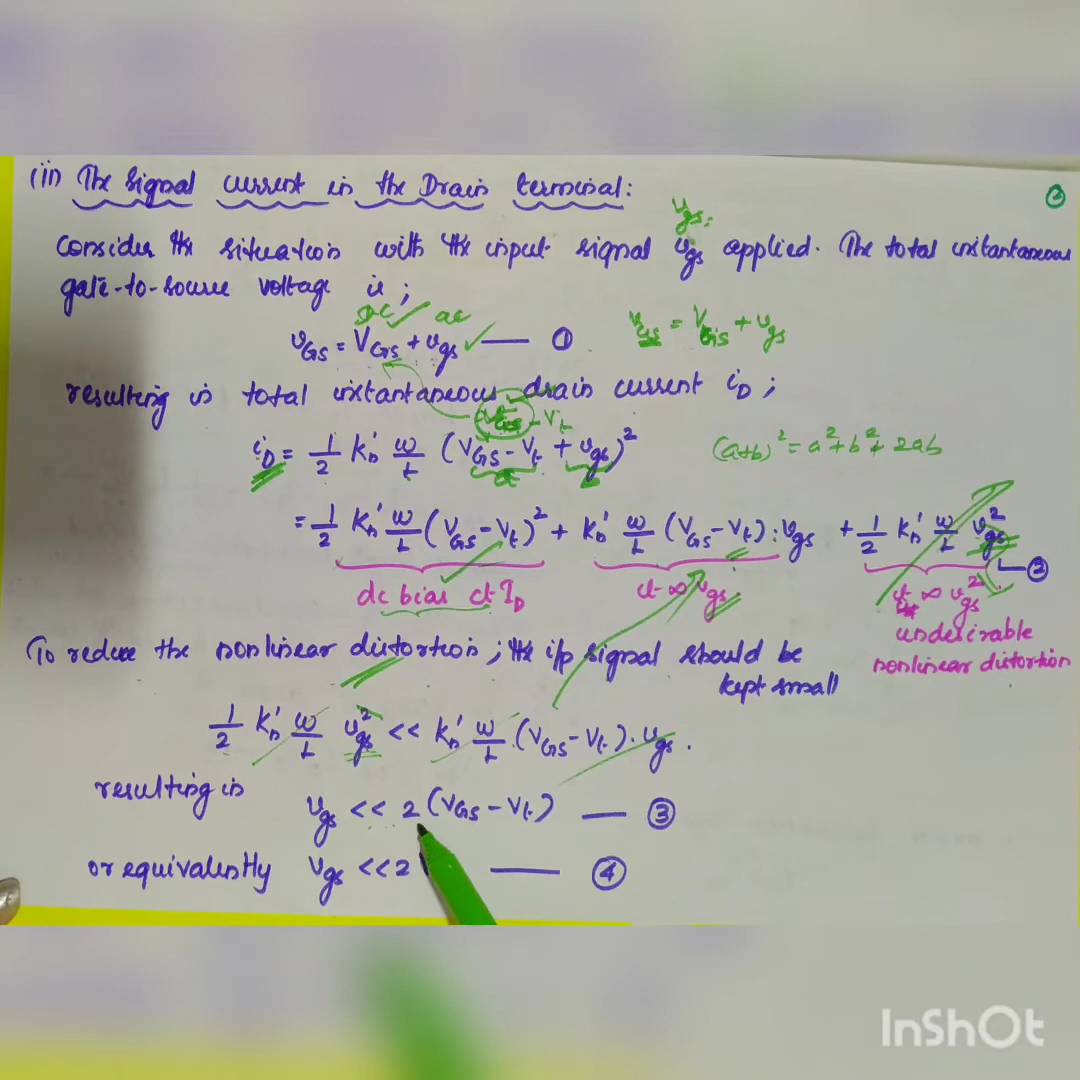 (ii) The signal current in the Drain terminal:
②
vgs.
Consider the situation with the input signal vgs applied. The total instantaneous
gate-to-source voltage is;
DC ac
vGS = VGS + vgs —— ①
vGS = VGS + vgs
resulting in total instantaneous drain current iD;
- Vt
iD = 1/2 Kn' W/L (VGS - Vt + vgs)²
(a+b)² = a² + b² + 2ab
= 1/2 Kn' W/L (VGS - Vt)² + Kn' W/L (VGS - Vt) . vgs + 1/2 Kn' W/L vgs² —②
dc bias ct ID
ct ∝ vgs.
ct ∝ vgs².
undesirable
nonlinear distortion
To reduce the nonlinear distortion; the i/p signal should be
kept small
1/2 Kn' W/L vgs² << Kn' W/L (VGS - Vt) . vgs.
resulting in
vgs << 2 (VGS - Vt) —— ③
or equivalently vgs << 2 —— ④
InShOt